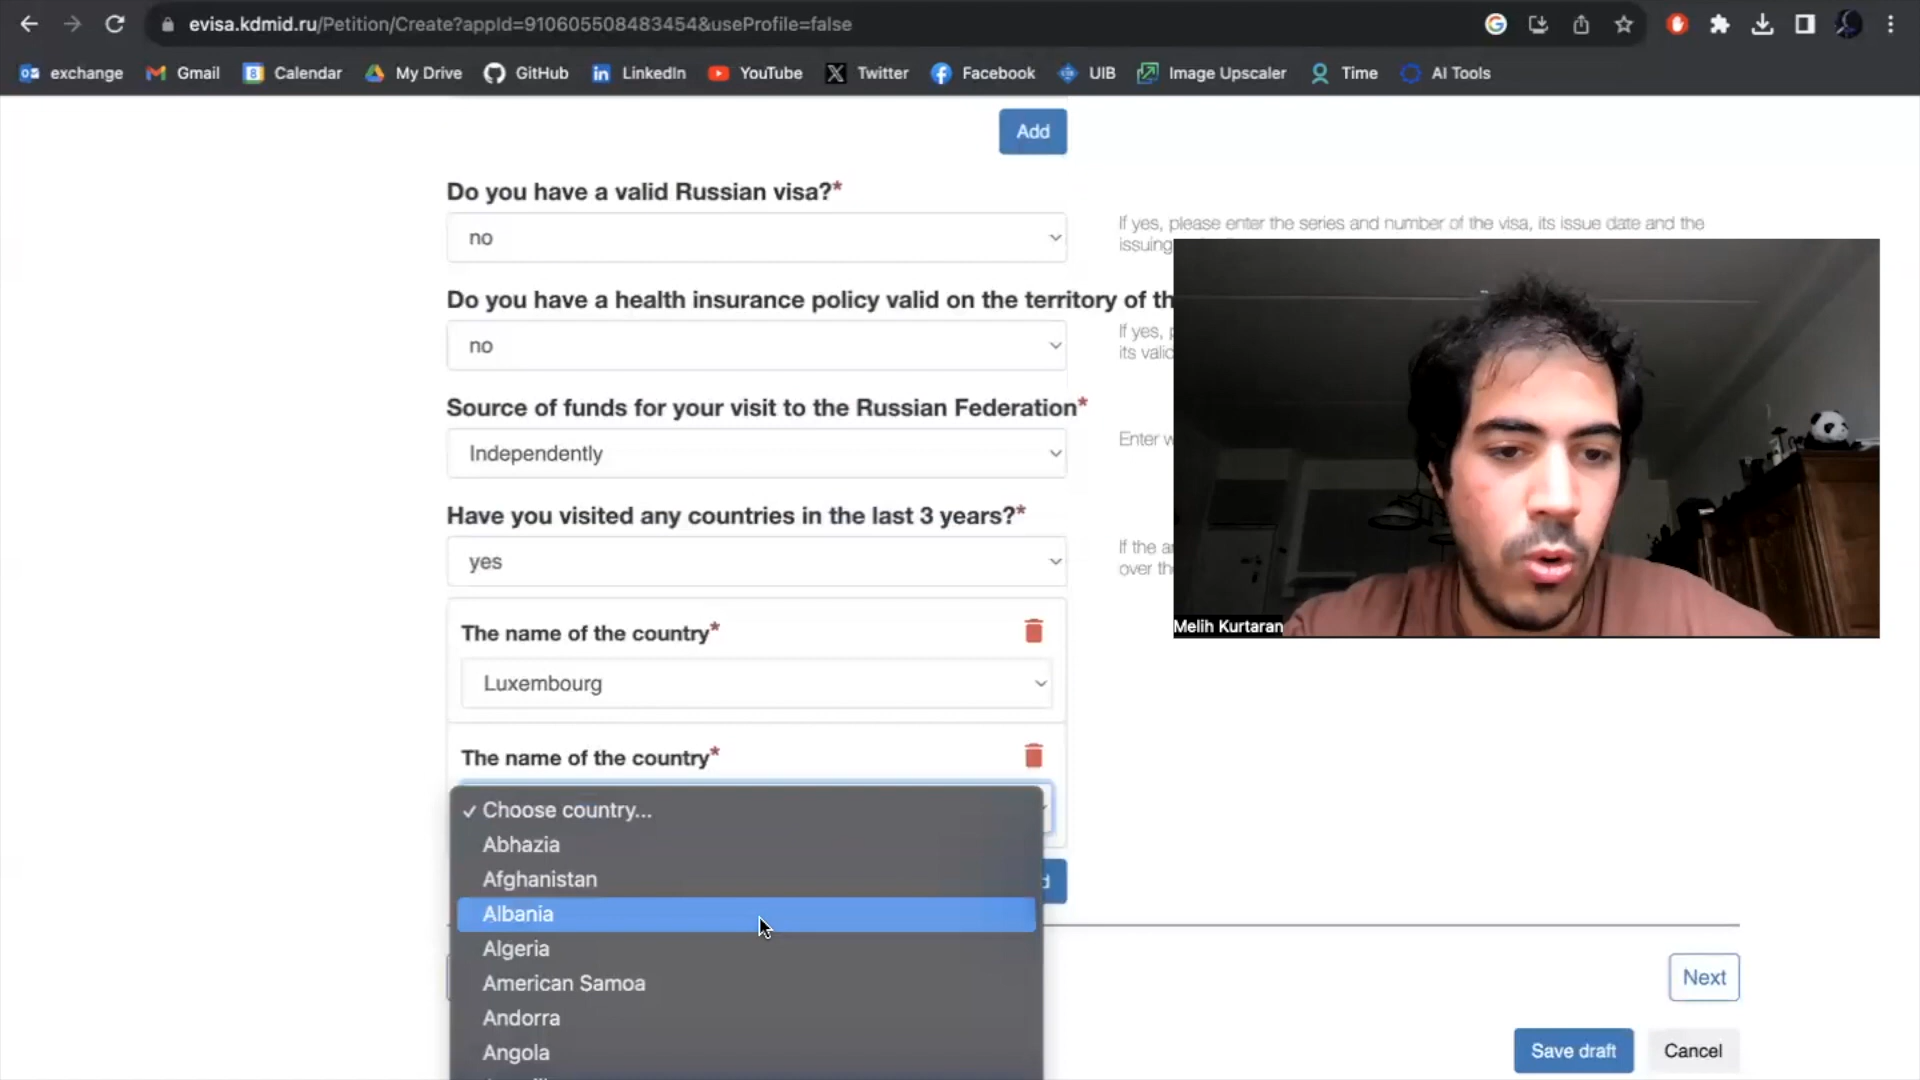 evisa.kdmid.ru/Petition/Create?appId=910605508483454&useProfile=false
exchange Gmail 8 Calendar My Drive GitHub LinkedIn YouTube Twitter Facebook UIB Image Upscaler Time AI Tools
Add
Do you have a valid Russian visa?*
no
If yes, please enter the series and number of the visa, its issue date and the
issuing
Do you have a health insurance policy valid on the territory of th
no
If yes,
its valid
Source of funds for your visit to the Russian Federation*
Independently
Enter w
Have you visited any countries in the last 3 years?*
yes
If the a
over th
The name of the country*
Luxembourg
The name of the country*
✓ Choose country...
Abhazia
Afghanistan
Albania
Algeria
American Samoa
Andorra
Angola
d
Next
Save draft
Cancel
Melih Kurtaran